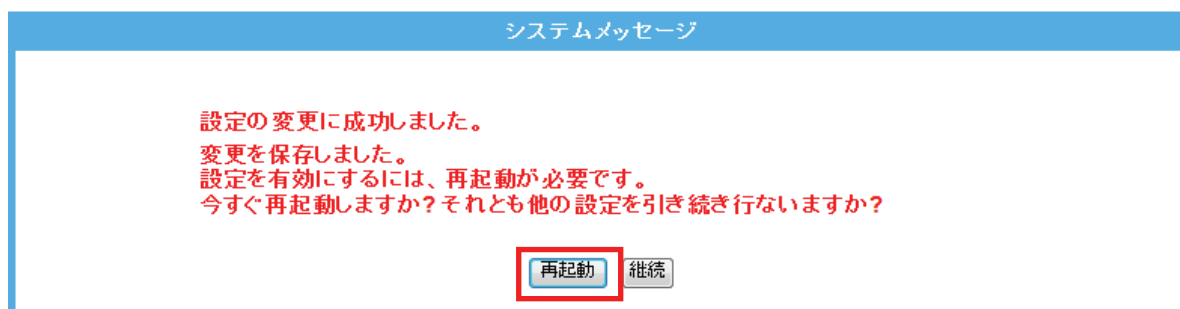 システムメッセージ
設定の変更に成功しました。
変更を保存しました。
設定を有効にするには、再起動が必要です。
今すぐ再起動しますか?それとも他の設定を引き続き行ないますか?
再起動 継続